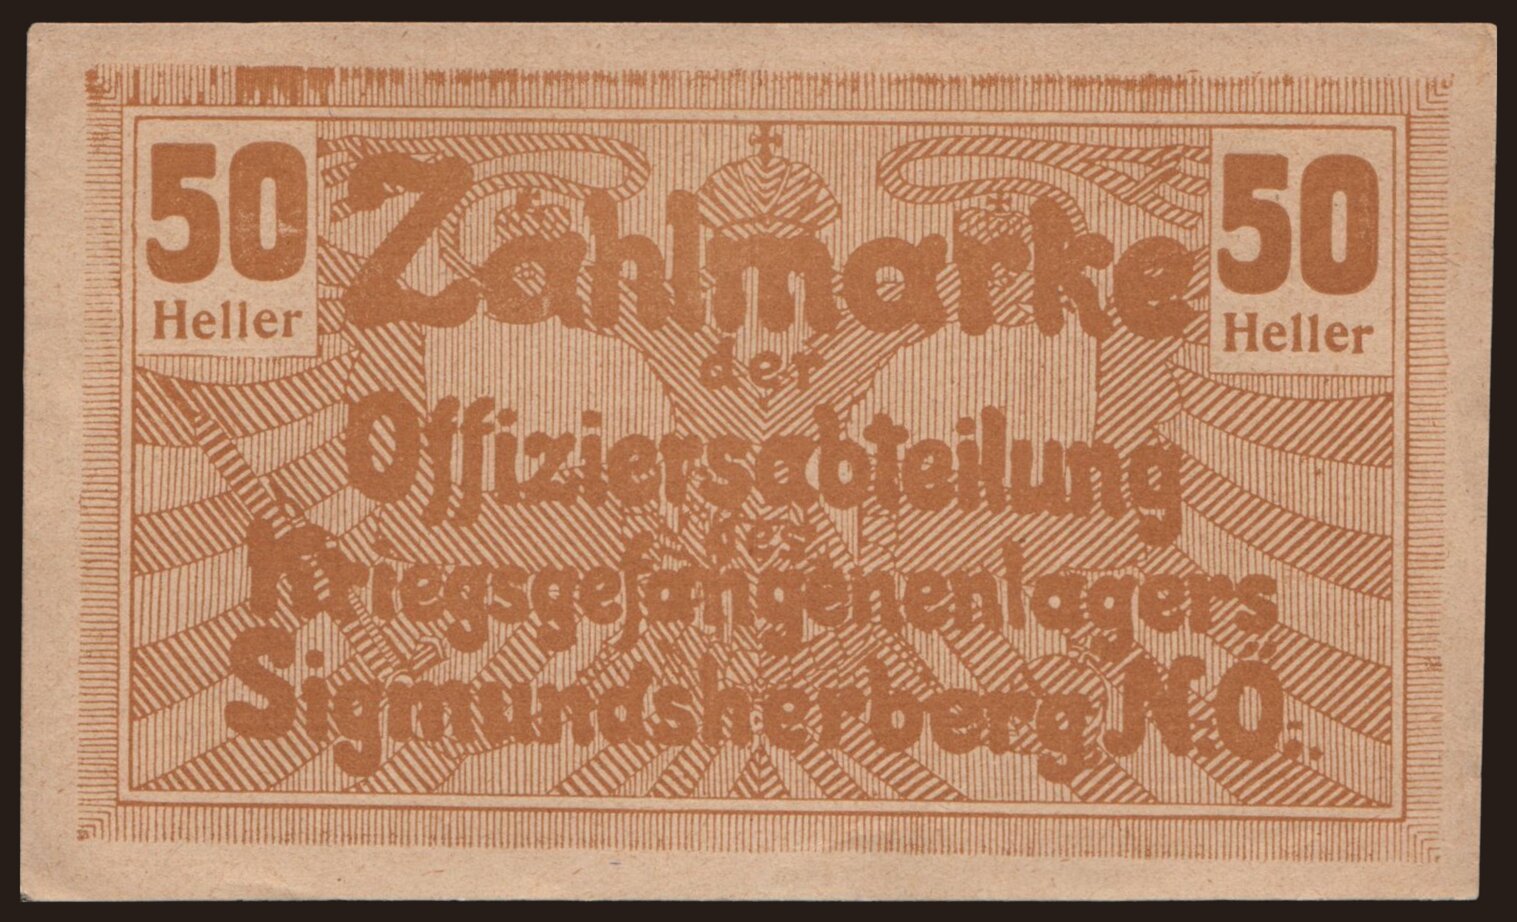 50
Heller
50
Heller
Zahlmarke
der
Offiziersabteilung
des
Kriegsgefangenenlagers
Sigmundsherberg N.Ö.